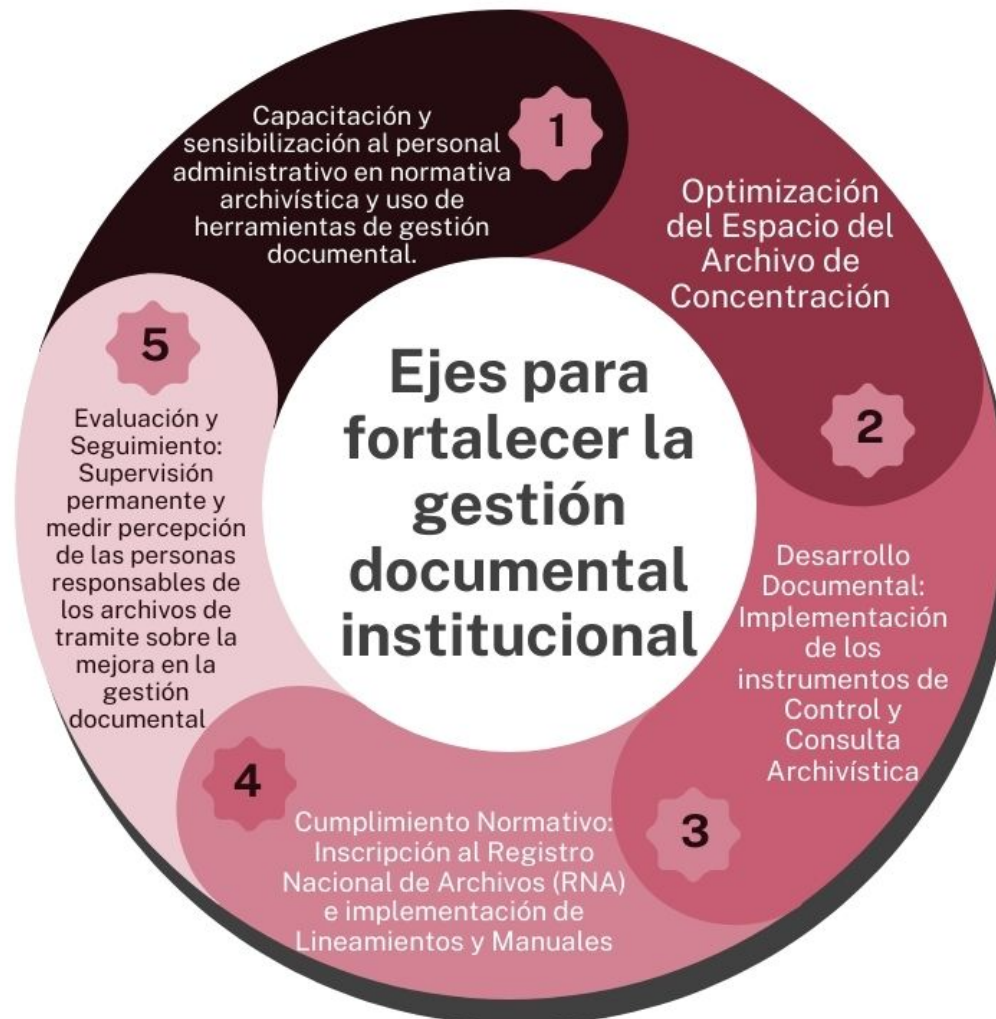 Ejes para
fortalecer la
gestión
documental
institucional
1
Capacitación y
sensibilización al personal
administrativo en normativa
archivística y uso de
herramientas de gestión
documental.
2
Optimización
del Espacio del
Archivo de
Concentración
3
Desarrollo
Documental:
Implementación
de los
instrumentos de
Control y
Consulta
Archivística
4
Cumplimiento Normativo:
Inscripción al Registro
Nacional de Archivos (RNA)
e implementación de
Lineamientos y Manuales
5
Evaluación y
Seguimiento:
Supervisión
permanente y
medir percepción
de las personas
responsables de
los archivos de
tramite sobre la
mejora en la
gestión
documental